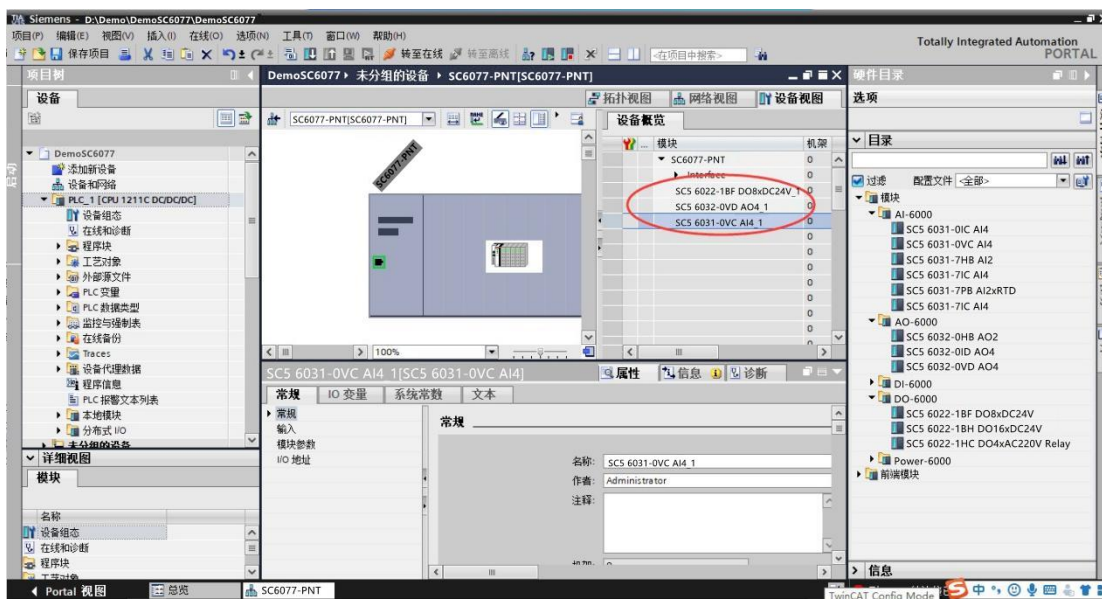 Siemens - D:\Demo\DemoSC6077\DemoSC6077
项目(P) 编辑(E) 视图(V) 插入(I) 在线(O) 选项(N) 工具(T) 窗口(W) 帮助(H)
Totally Integrated Automation
PORTAL
保存项目 转至在线 转至离线 <在项目中搜索>
项目树
设备
DemoSC6077
添加新设备
设备和网络
PLC_1 [CPU 1211C DC/DC/DC]
设备组态
在线和诊断
程序块
工艺对象
外部源文件
PLC 变量
PLC 数据类型
监控与强制表
在线备份
Traces
设备代理数据
程序信息
PLC 报警文本列表
本地模块
分布式 I/O
未分组的设备
详细视图
模块
名称
设备组态
在线和诊断
程序块
工艺对象
DemoSC6077 ▸ 未分组的设备 ▸ SC6077-PNT[SC6077-PNT]
拓扑视图 网络视图 设备视图
SC6077-PNT[SC6077-PNT]
SC6077-PNT
100%
设备概览
... 模块 机架
SC6077-PNT 0
Interface 0
SC5 6022-1BF DO8xDC24V_1 0
SC5 6032-0VD AO4_1 0
SC5 6031-0VC AI4_1 0
0
0
0
0
0
0
0
SC5 6031-0VC AI4_1[SC5 6031-0VC AI4]
属性 信息 诊断
常规 IO 变量 系统常数 文本
常规
输入
模块参数
I/O 地址
常规
名称: SC5 6031-0VC AI4_1
作者: Administrator
注释:
硬件目录
选项
目录
过滤 配置文件 <全部>
模块
AI-6000
SC5 6031-0IC AI4
SC5 6031-0VC AI4
SC5 6031-7HB AI2
SC5 6031-7IC AI4
SC5 6031-7PB AI2xRTD
SC5 6031-7IC AI4
AO-6000
SC5 6032-0HB AO2
SC5 6032-0ID AO4
SC5 6032-0VD AO4
DI-6000
DO-6000
SC5 6022-1BF DO8xDC24V
SC5 6022-1BH DO16xDC24V
SC5 6022-1HC DO4xAC220V Relay
Power-6000
前端模块
信息
Portal 视图 总览 SC6077-PNT
TwinCAT Config Mode
中